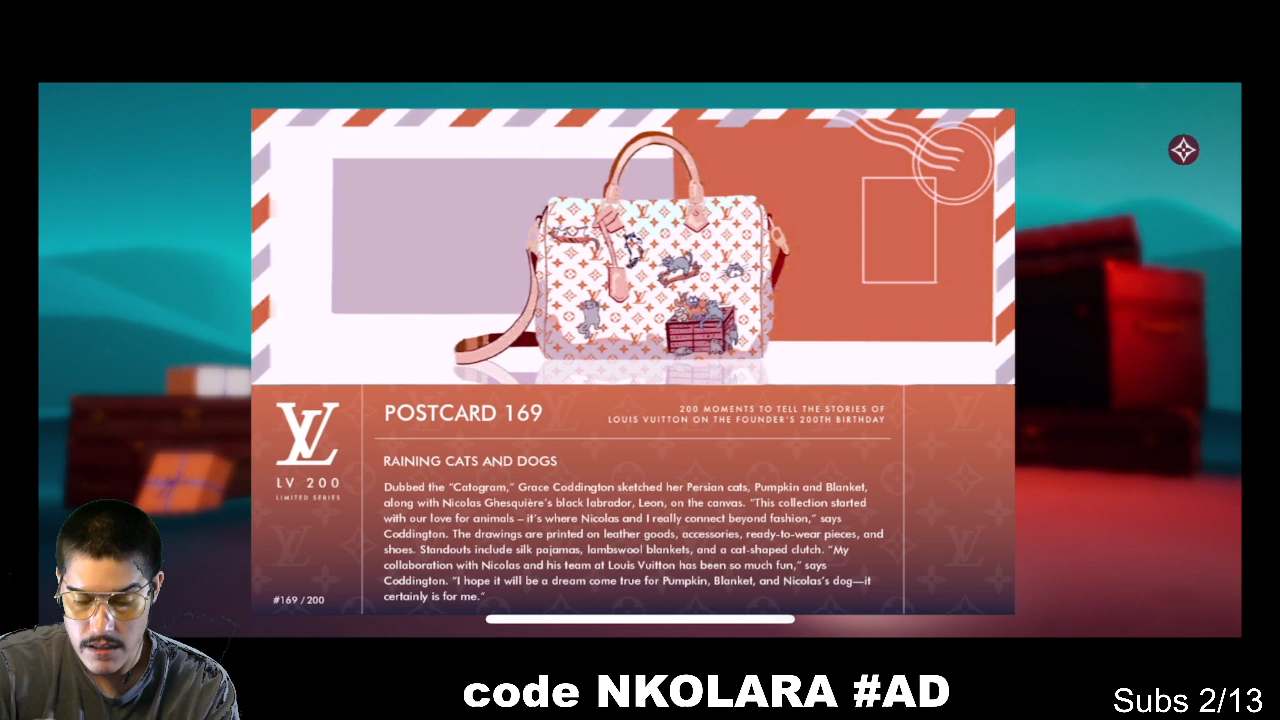 POSTCARD 169
200 MOMENTS TO TELL THE STORIES OF
LOUIS VUITTON ON THE FOUNDER'S 200TH BIRTHDAY
LV
LV 200
LIMITED SERIES
RAINING CATS AND DOGS
Dubbed the "Catogram," Grace Coddington sketched her Persian cats, Pumpkin and Blanket,
along with Nicolas Ghesquière's black labrador, Leon, on the canvas. "This collection started
with our love for animals – it's where Nicolas and I really connect beyond fashion," says
Coddington. The drawings are printed on leather goods, accessories, ready-to-wear pieces, and
shoes. Standouts include silk pajamas, lambswool blankets, and a cat-shaped clutch. "My
collaboration with Nicolas and his team at Louis Vuitton has been so much fun," says
Coddington. "I hope it will be a dream come true for Pumpkin, Blanket, and Nicolas's dog—it
certainly is for me."
#169 / 200
code NKOLARA #AD
Subs 2/13